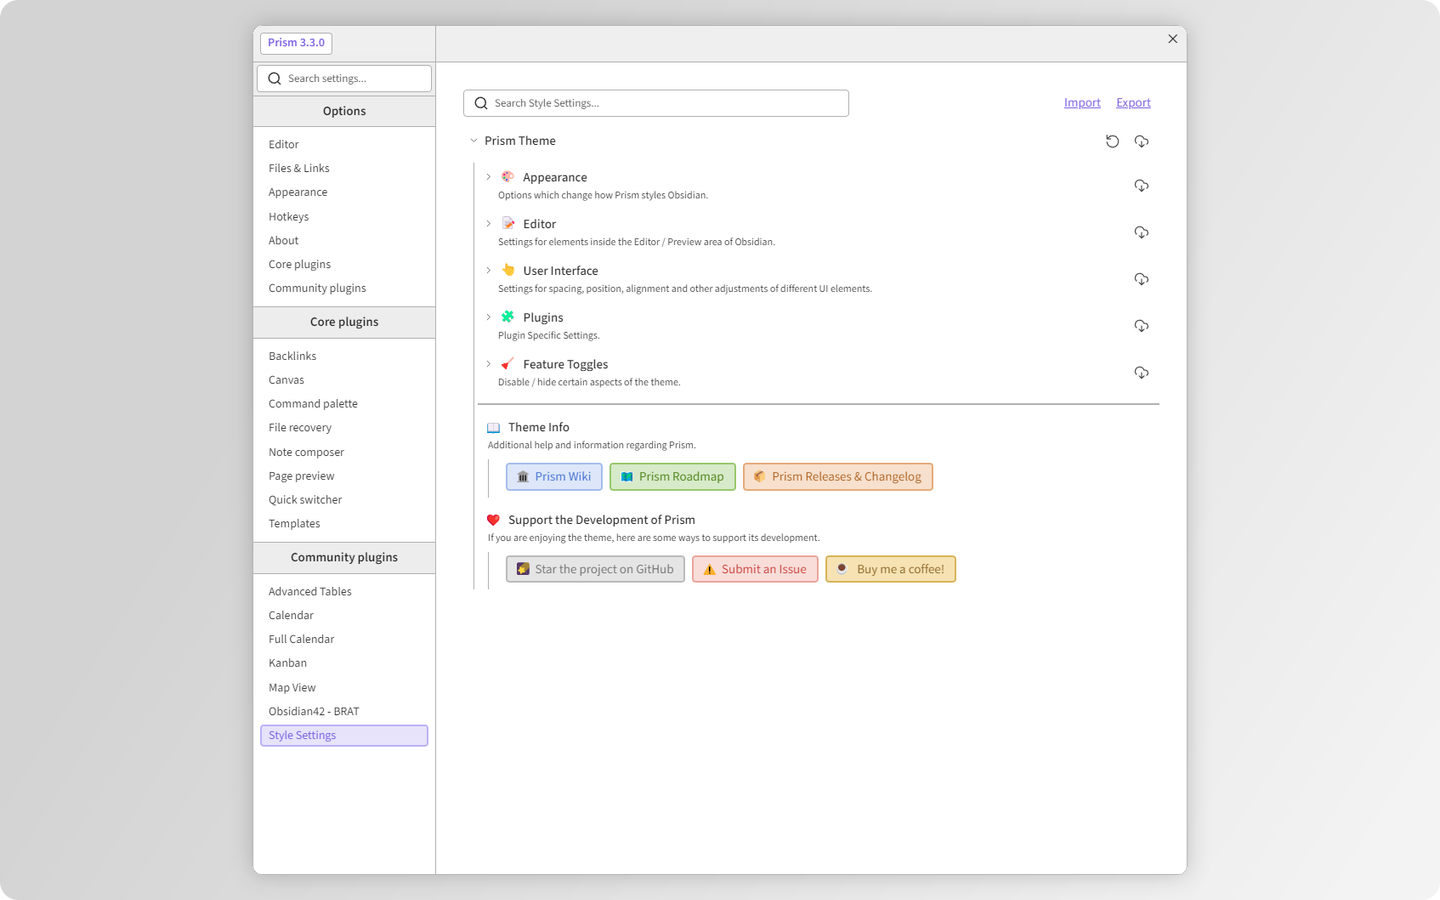 Prism 3.3.0
Search settings...
Options
Editor
Files & Links
Appearance
Hotkeys
About
Core plugins
Community plugins
Core plugins
Backlinks
Canvas
Command palette
File recovery
Note composer
Page preview
Quick switcher
Templates
Community plugins
Advanced Tables
Calendar
Full Calendar
Kanban
Map View
Obsidian42 - BRAT
Style Settings
Search Style Settings...
Import Export
Prism Theme
Appearance
Options which change how Prism styles Obsidian.
Editor
Settings for elements inside the Editor / Preview area of Obsidian.
User Interface
Settings for spacing, position, alignment and other adjustments of different UI elements.
Plugins
Plugin Specific Settings.
Feature Toggles
Disable / hide certain aspects of the theme.
Theme Info
Additional help and information regarding Prism.
Prism Wiki Prism Roadmap Prism Releases & Changelog
Support the Development of Prism
If you are enjoying the theme, here are some ways to support its development.
Star the project on GitHub Submit an Issue Buy me a coffee!